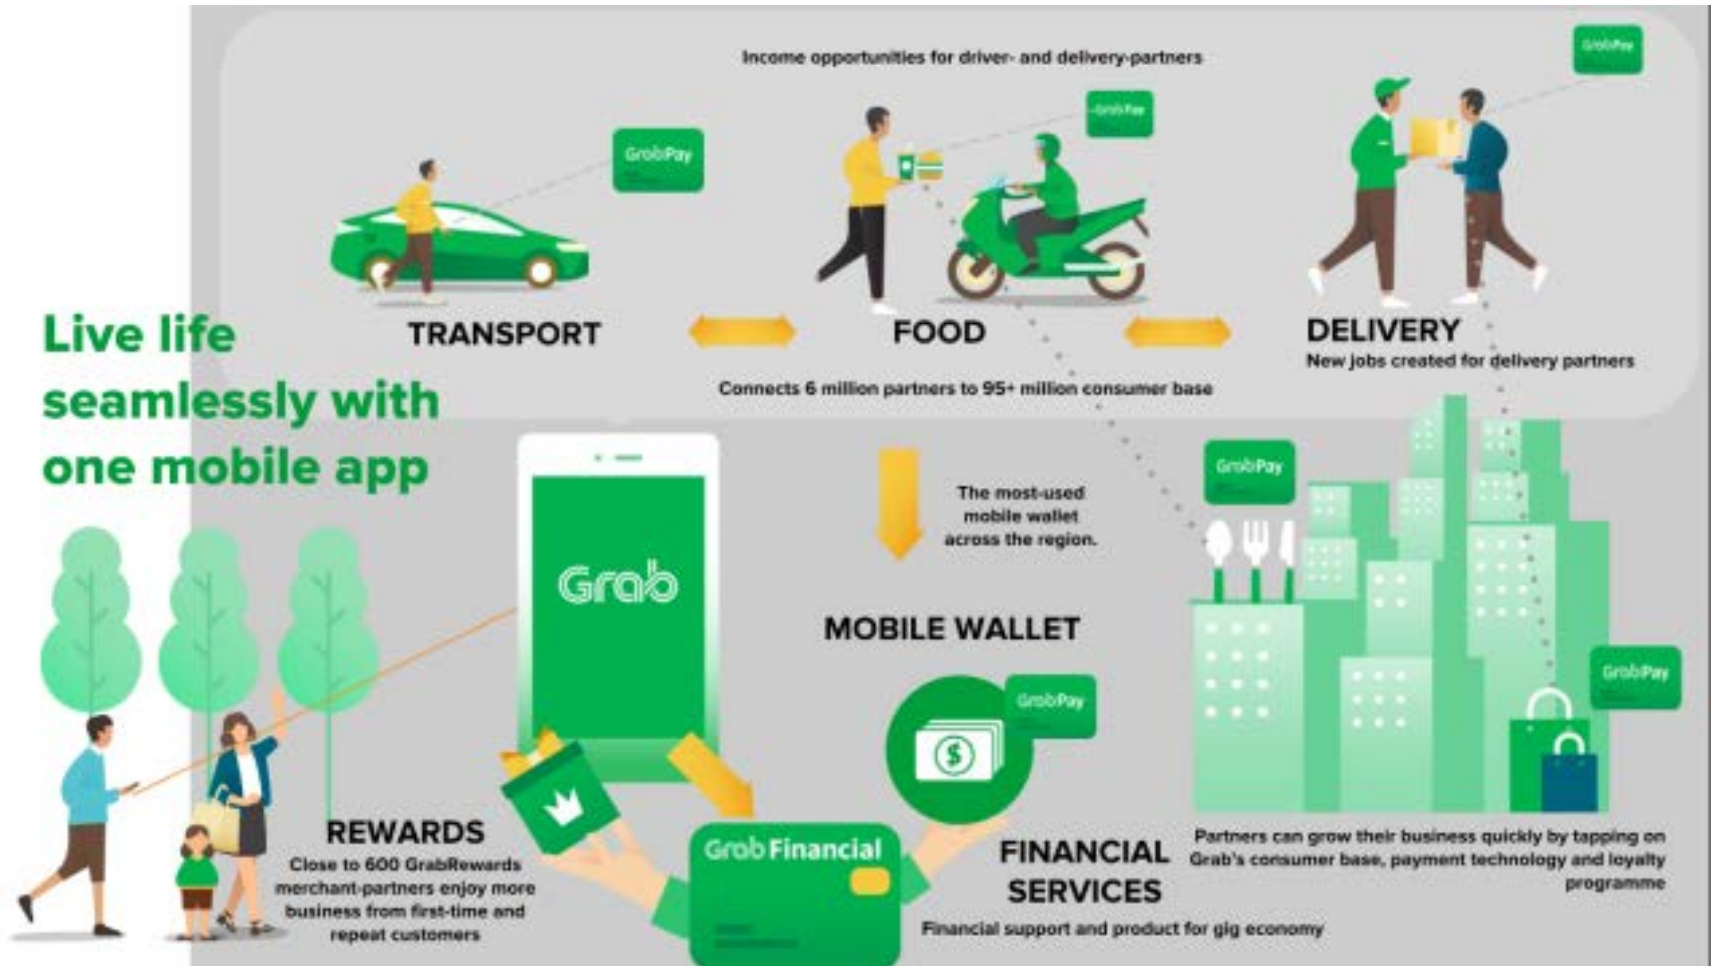 Income opportunities for driver- and delivery-partners
GrabPay
GrabPay
GrabPay
TRANSPORT
FOOD
DELIVERY
New jobs created for delivery partners
Connects 6 million partners to 95+ million consumer base
Live life
seamlessly with
one mobile app
Grab
The most-used
mobile wallet
across the region.
MOBILE WALLET
GrabPay
GrabPay
GrabPay
REWARDS
Close to 600 GrabRewards
merchant-partners enjoy more
business from first-time and
repeat customers
Grab Financial
FINANCIAL
SERVICES
Financial support and product for gig economy
Partners can grow their business quickly by tapping on
Grab's consumer base, payment technology and loyalty
programme